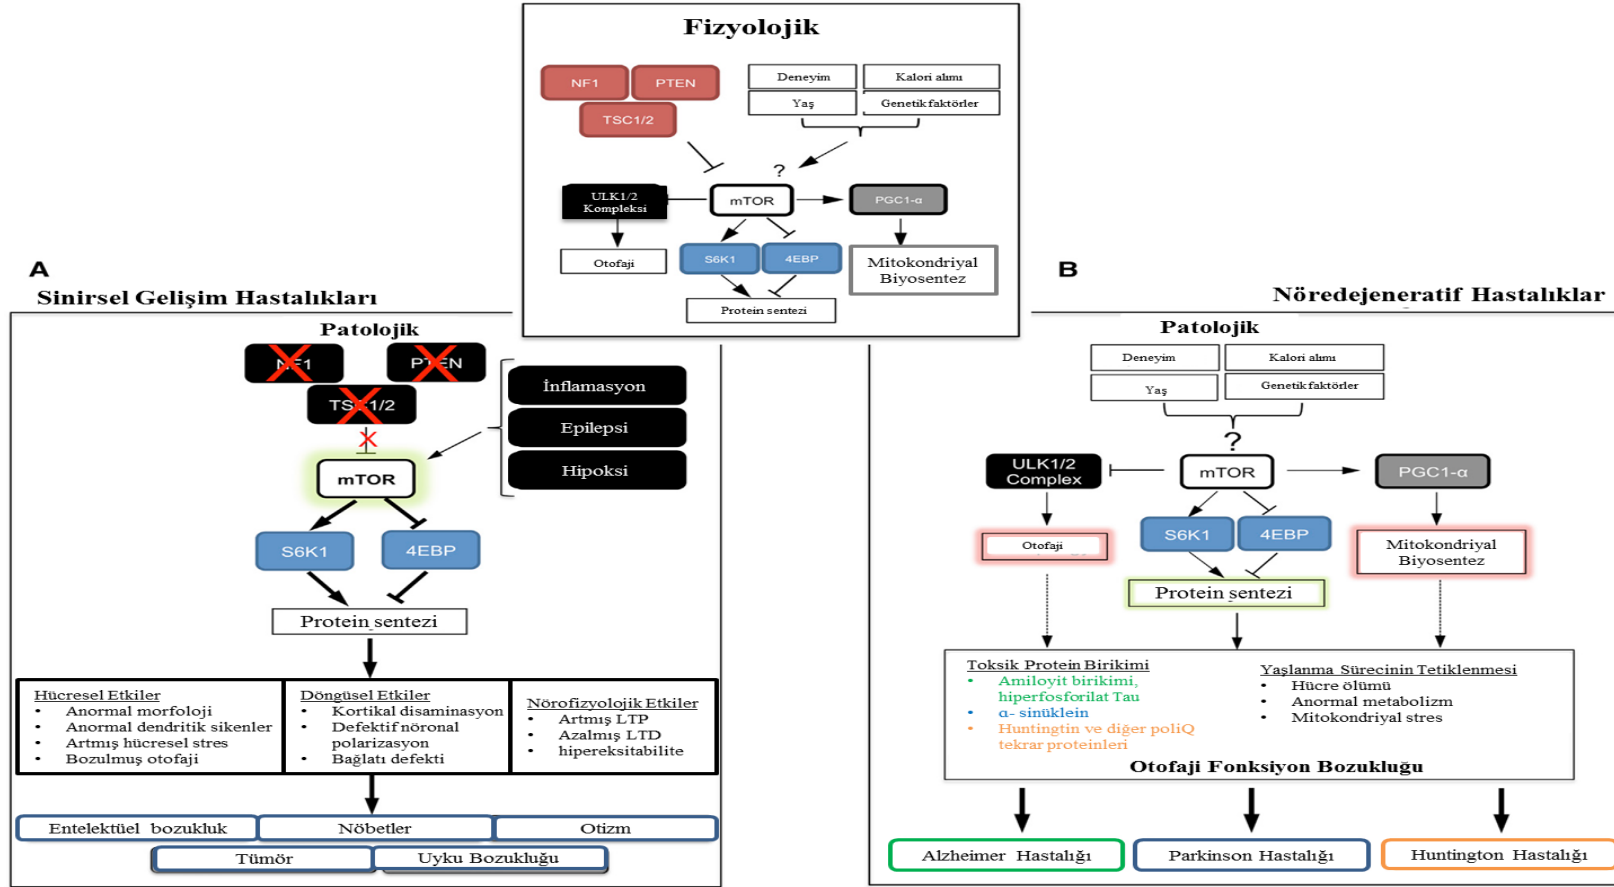 Fizyolojik
NF1
PTEN
TSC1/2
Deneyim
Kalori alımı
Yaş
Genetik faktörler
?
ULK1/2
Kompleksi
mTOR
PGC1-α
Otofaji
S6K1
4EBP
Mitokondriyal
Biyosentez
Protein sentezi
A
Sinirsel Gelişim Hastalıkları
Patolojik
NF1
PTEN
TSC1/2
X
İnflamasyon
Epilepsi
Hipoksi
mTOR
S6K1
4EBP
Protein sentezi
Hücresel Etkiler
• Anormal morfoloji
• Anormal dendritik sikenler
• Artmış hücresel stres
• Bozulmuş otofaji
Döngüsel Etkiler
• Kortikal disaminasyon
• Defektif nöronal
polarizasyon
• Bağlatı defekti
Nörofizyolojik Etkiler
• Artmış LTP
• Azalmış LTD
• hipereksitabilite
Entelektüel bozukluk
Nöbetler
Otizm
Tümör
Uyku Bozukluğu
B
Nöredejeneratif Hastalıklar
Patolojik
Deneyim
Kalori alımı
Yaş
Genetik faktörler
?
ULK1/2
Complex
mTOR
PGC1-α
Otofaji
S6K1
4EBP
Mitokondriyal
Biyosentez
Protein sentezi
Toksik Protein Birikimi
• Amiloyit birikimi,
hiperfosforilat Tau
• α- sinüklein
• Huntingtin ve diğer poliQ
tekrar proteinleri
Yaşlanma Sürecinin Tetiklenmesi
• Hücre ölümü
• Anormal metabolizm
• Mitokondriyal stres
Otofaji Fonksiyon Bozukluğu
Alzheimer Hastalığı
Parkinson Hastalığı
Huntington Hastalığı